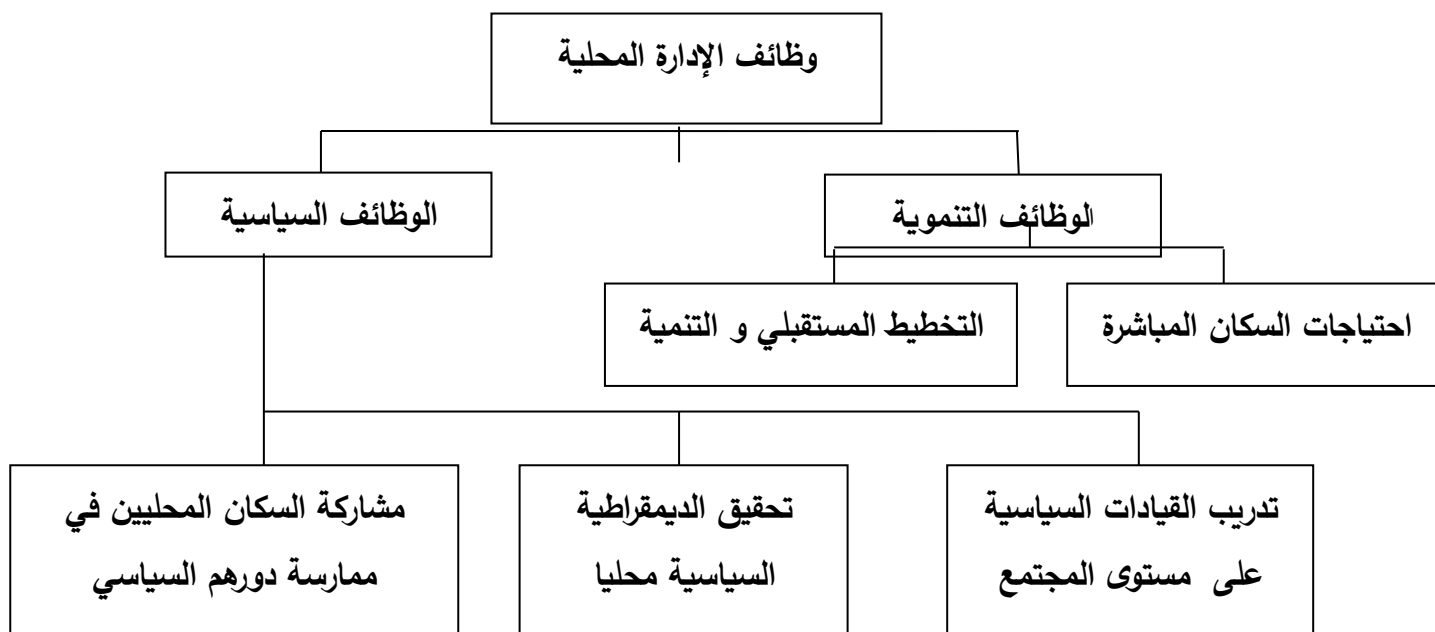 وظائف الإدارة المحلية
الوظائف التنموية
الوظائف السياسية
احتياجات السكان المباشرة
التخطيط المستقبلي و التنمية
تدريب القيادات السياسية
على مستوى المجتمع
تحقيق الديمقراطية
السياسية محليا
مشاركة السكان المحليين في
ممارسة دورهم السياسي